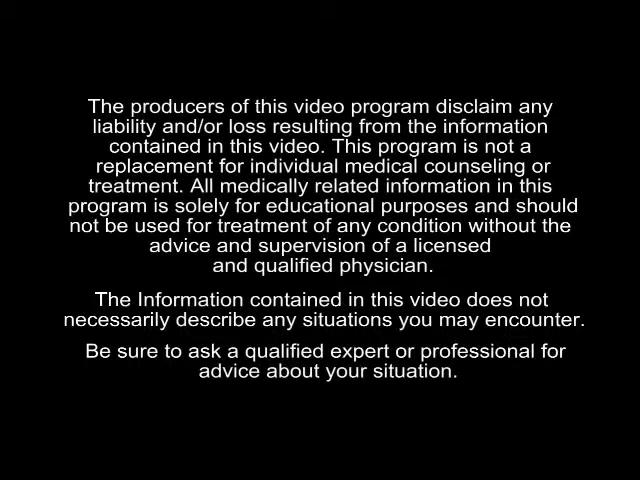 The producers of this video program disclaim any
liability and/or loss resulting from the information
contained in this video. This program is not a
replacement for individual medical counseling or
treatment. All medically related information in this
program is solely for educational purposes and should
not be used for treatment of any condition without the
advice and supervision of a licensed
and qualified physician.
The Information contained in this video does not
necessarily describe any situations you may encounter.
Be sure to ask a qualified expert or professional for
advice about your situation.